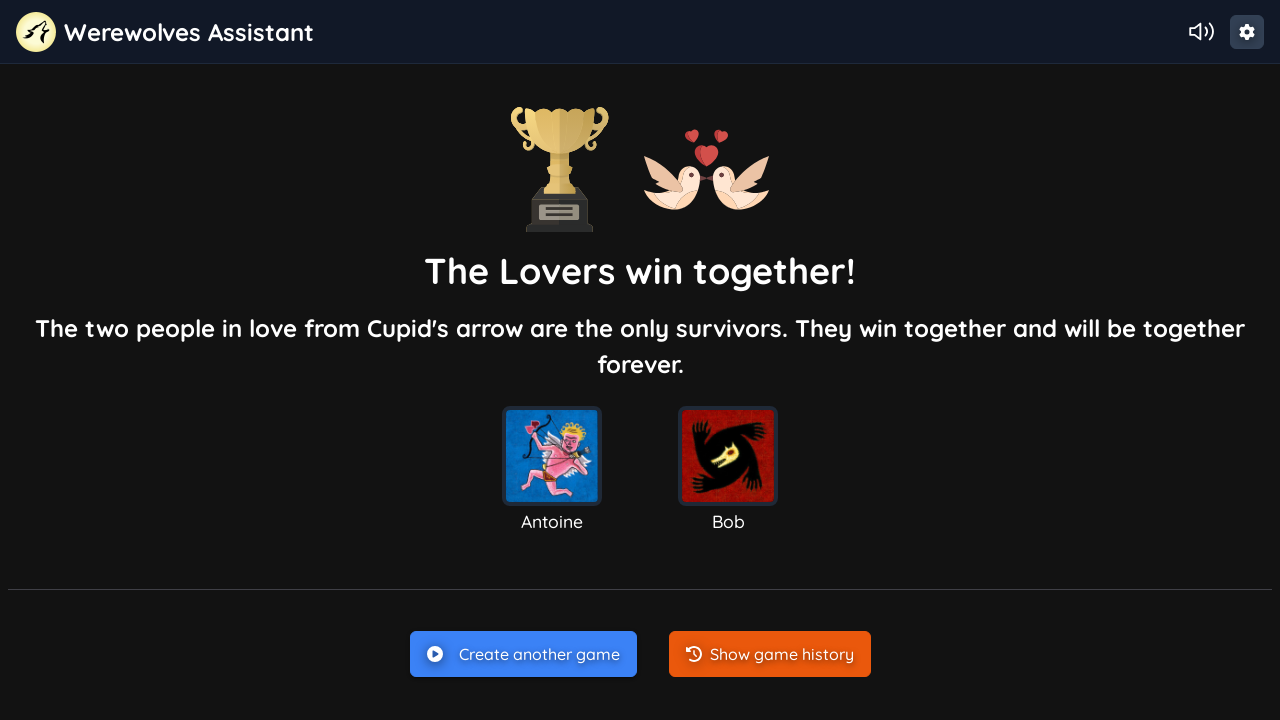 Werewolves Assistant
The Lovers win together!
The two people in love from Cupid's arrow are the only survivors. They win together and will be together
forever.
Antoine
Bob
Create another game
Show game history